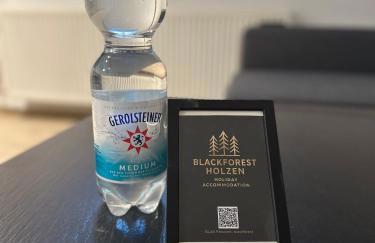 GEROLSTEINER
MEDIUM
BLACKFOREST
HOLZEN
HOLIDAY
ACCOMMODATION